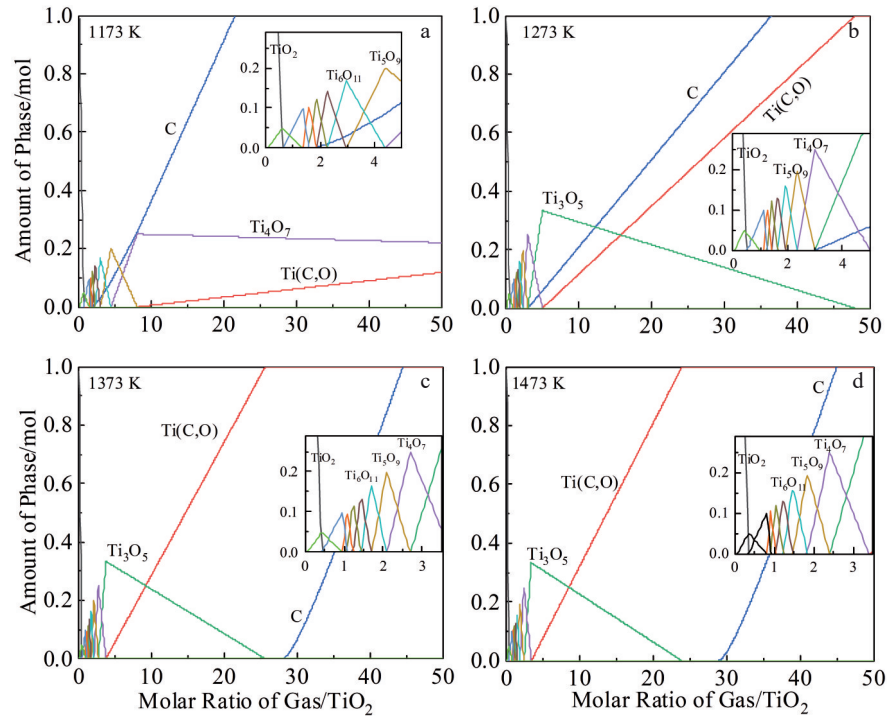 1173 K
a
TiO₂
Ti₆O₁₁
Ti₅O₉
0.2
0.1
0.0
0 2 4
C
Ti₄O₇
Ti(C,O)
1.0
0.8
0.6
0.4
0.2
0.0
0 10 20 30 40 50
1273 K
b
C
Ti(C,O)
Ti₃O₅
TiO₂
Ti₄O₇
Ti₅O₉
0.2
0.1
0.0
0 2 4
1.0
0.8
0.6
0.4
0.2
0.0
0 10 20 30 40 50
1373 K
c
Ti(C,O)
C
Ti₃O₅
TiO₂
Ti₆O₁₁
Ti₅O₉
Ti₄O₇
0.2
0.1
0.0
0 1 2 3
1.0
0.8
0.6
0.4
0.2
0.0
0 10 20 30 40 50
1473 K
d
C
Ti(C,O)
Ti₃O₅
TiO₂
Ti₆O₁₁
Ti₅O₉
Ti₄O₇
0.2
0.1
0.0
0 1 2 3
1.0
0.8
0.6
0.4
0.2
0.0
0 10 20 30 40 50
Amount of Phase/mol
Amount of Phase/mol
Molar Ratio of Gas/TiO₂
Molar Ratio of Gas/TiO₂